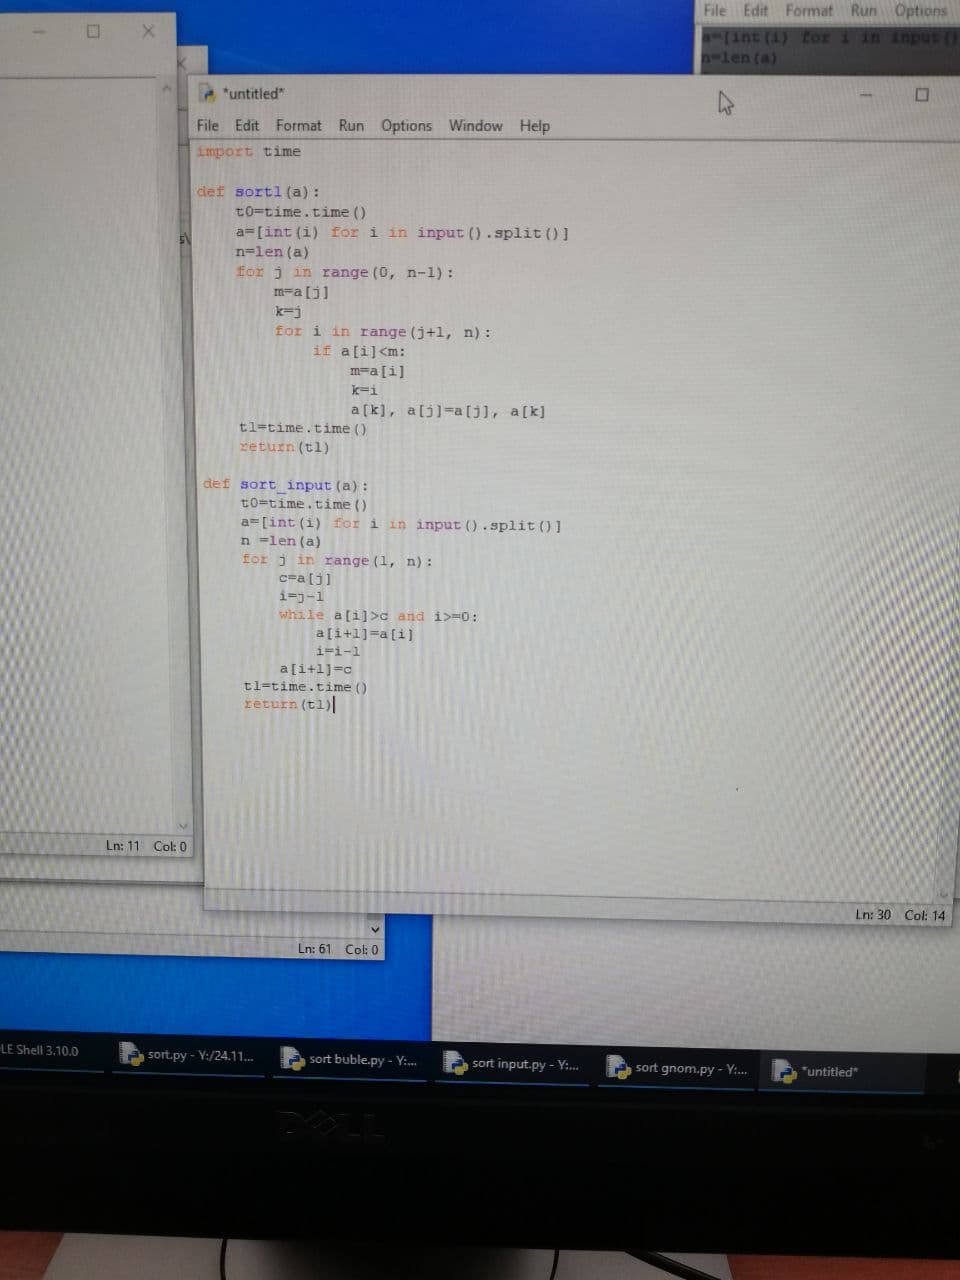 File Edit Format Run Options
a=[int(i) for i in input()
n=len(a)
*untitled*
File Edit Format Run Options Window Help
import time
def sort1(a):
t0=time.time()
a=[int(i) for i in input().split()]
n=len(a)
for j in range(0, n-1):
m=a[j]
k=j
for i in range(j+1, n):
if a[i]<m:
m=a[i]
k=i
a[k], a[j]=a[j], a[k]
t1=time.time()
return(t1)
def sort_input(a):
t0=time.time()
a=[int(i) for i in input().split()]
n =len(a)
for j in range(1, n):
c=a[j]
i=j-1
while a[i]>c and i>=0:
a[i+1]=a[i]
i=i-1
a[i+1]=c
t1=time.time()
return(t1)
Ln: 11 Col: 0
Ln: 30 Col: 14
Ln: 61 Col: 0
LE Shell 3.10.0
sort.py - Y:/24.11...
sort buble.py - Y:...
sort input.py - Y:...
sort gnom.py - Y:...
*untitled*
DELL